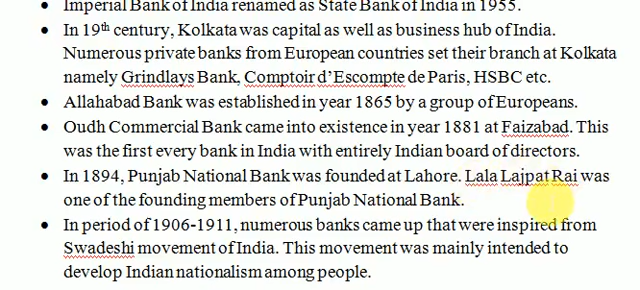 • Imperial Bank of India renamed as State Bank of India in 1955.
• In 19th century, Kolkata was capital as well as business hub of India.
Numerous private banks from European countries set their branch at Kolkata
namely Grindlays Bank, Comptoir d’Escompte de Paris, HSBC etc.
• Allahabad Bank was established in year 1865 by a group of Europeans.
• Oudh Commercial Bank came into existence in year 1881 at Faizabad. This
was the first every bank in India with entirely Indian board of directors.
• In 1894, Punjab National Bank was founded at Lahore. Lala Lajpat Rai was
one of the founding members of Punjab National Bank.
• In period of 1906-1911, numerous banks came up that were inspired from
Swadeshi movement of India. This movement was mainly intended to
develop Indian nationalism among people.